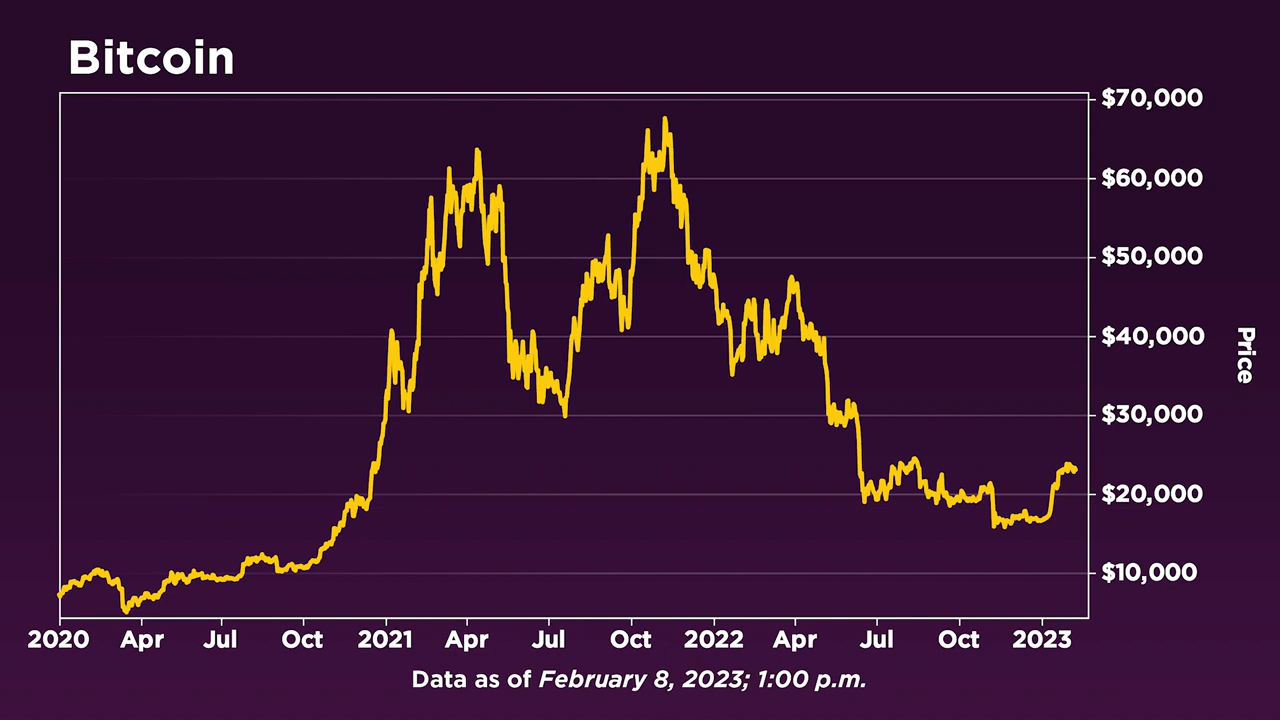 Bitcoin
$70,000
$60,000
$50,000
$40,000
$30,000
$20,000
$10,000
Price
2020 Apr Jul Oct 2021 Apr Jul Oct 2022 Apr Jul Oct 2023
Data as of February 8, 2023; 1:00 p.m.